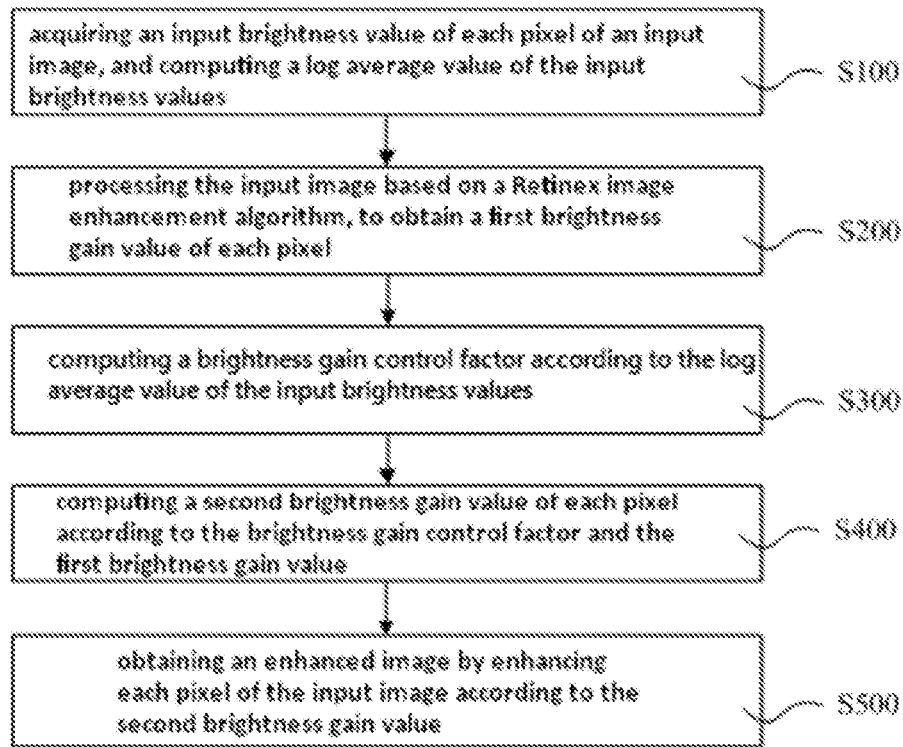 acquiring an input brightness value of each pixel of an input
image, and computing a log average value of the input
brightness values
S100
processing the input image based on a Retinex image
enhancement algorithm, to obtain a first brightness
gain value of each pixel
S200
computing a brightness gain control factor according to the log
average value of the input brightness values
S300
computing a second brightness gain value of each pixel
according to the brightness gain control factor and the
first brightness gain value
S400
obtaining an enhanced image by enhancing
each pixel of the input image according to the
second brightness gain value
S500